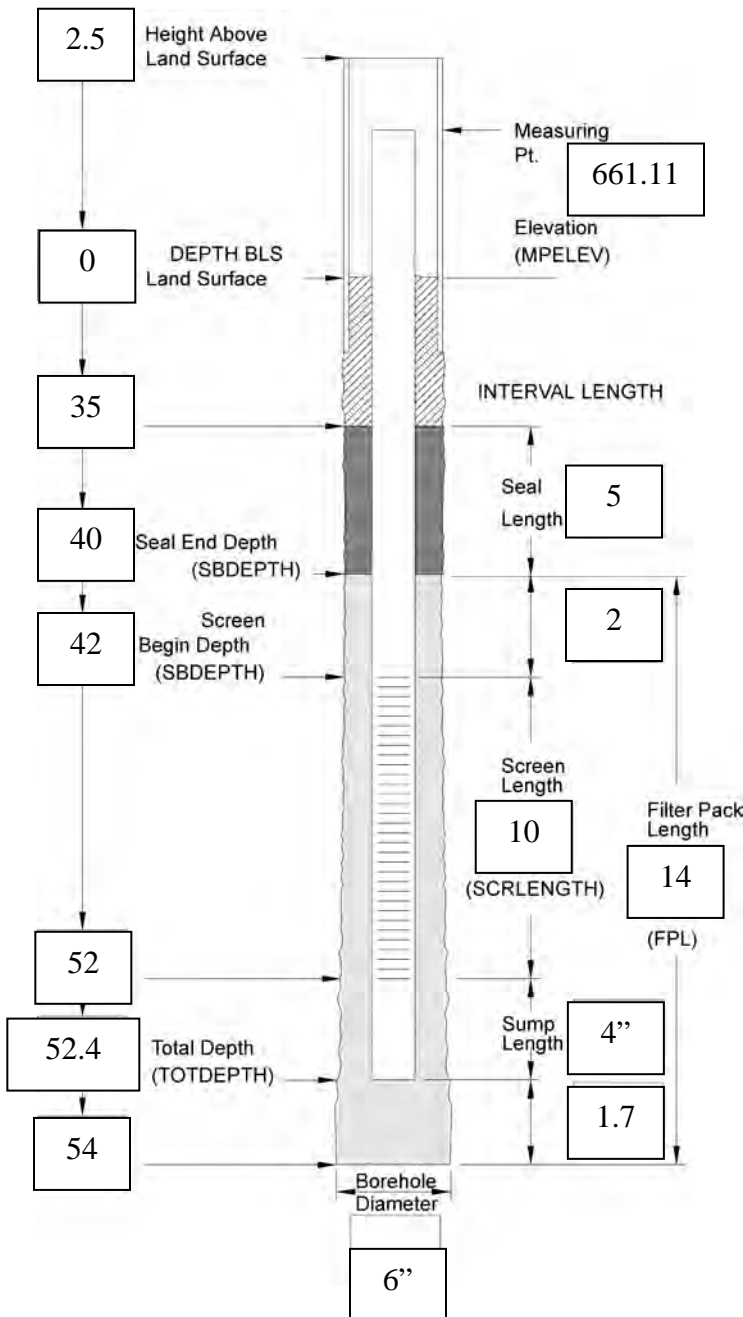 2.5
Height Above
Land Surface
Measuring
Pt.
661.11
Elevation
(MPELEV)
0
DEPTH BLS
Land Surface
35
INTERVAL LENGTH
Seal
Length
5
40
Seal End Depth
(SBDEPTH)
2
42
Screen
Begin Depth
(SBDEPTH)
Screen
Length
10
(SCRLENGTH)
Filter Pack
Length
14
(FPL)
52
Sump
Length
4”
52.4
Total Depth
(TOTDEPTH)
1.7
54
Borehole
Diameter
6”